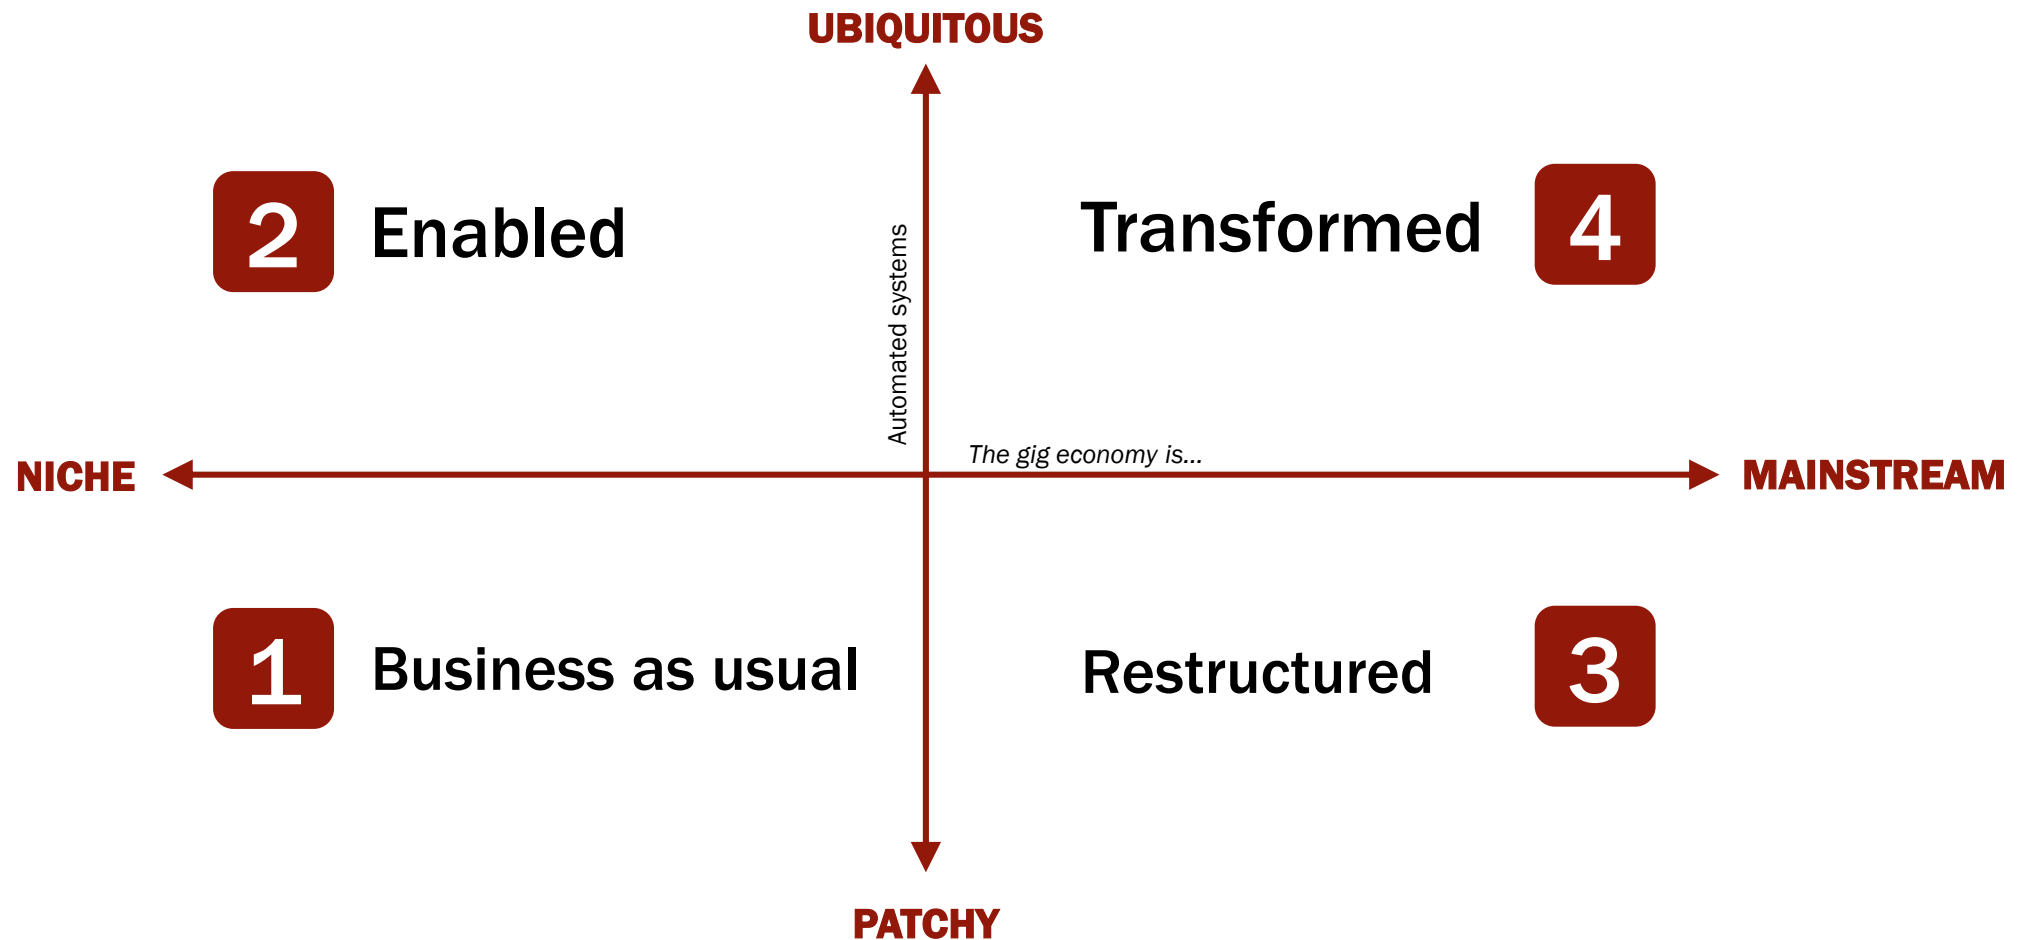 UBIQUITOUS
2 Enabled
Transformed 4
Automated systems
The gig economy is...
NICHE
MAINSTREAM
1 Business as usual
Restructured 3
PATCHY